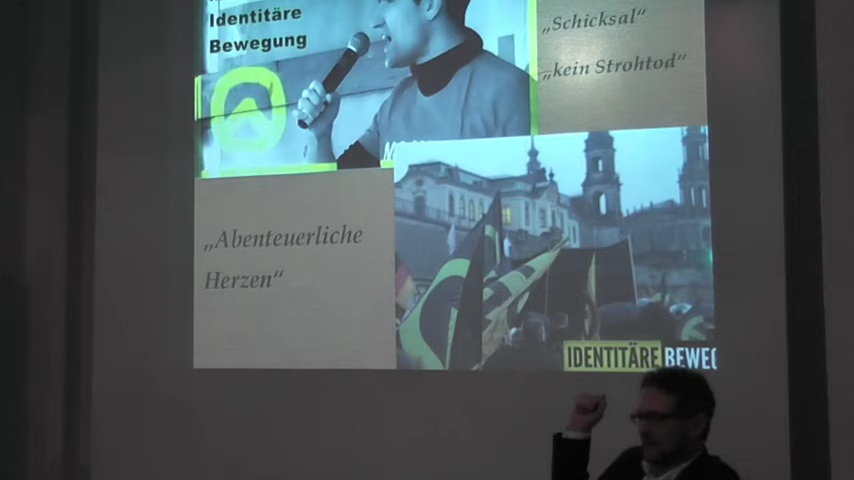 Identitäre
Bewegung
„Schicksal“
„kein Strohtod“
„Abenteuerliche
Herzen“
IDENTITÄRE BEWEG